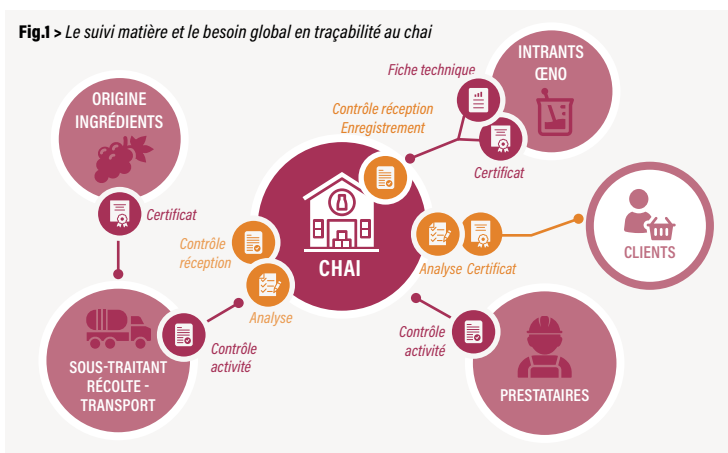 Fig.1 > Le suivi matière et le besoin global en traçabilité au chai
ORIGINE
INGRÉDIENTS
Certificat
SOUS-TRAITANT
RÉCOLTE -
TRANSPORT
Contrôle
activité
Contrôle
réception
Analyse
CHAI
Contrôle réception
Enregistrement
Fiche technique
Certificat
INTRANTS
ŒNO
Analyse Certificat
CLIENTS
Contrôle
activité
PRESTATAIRES